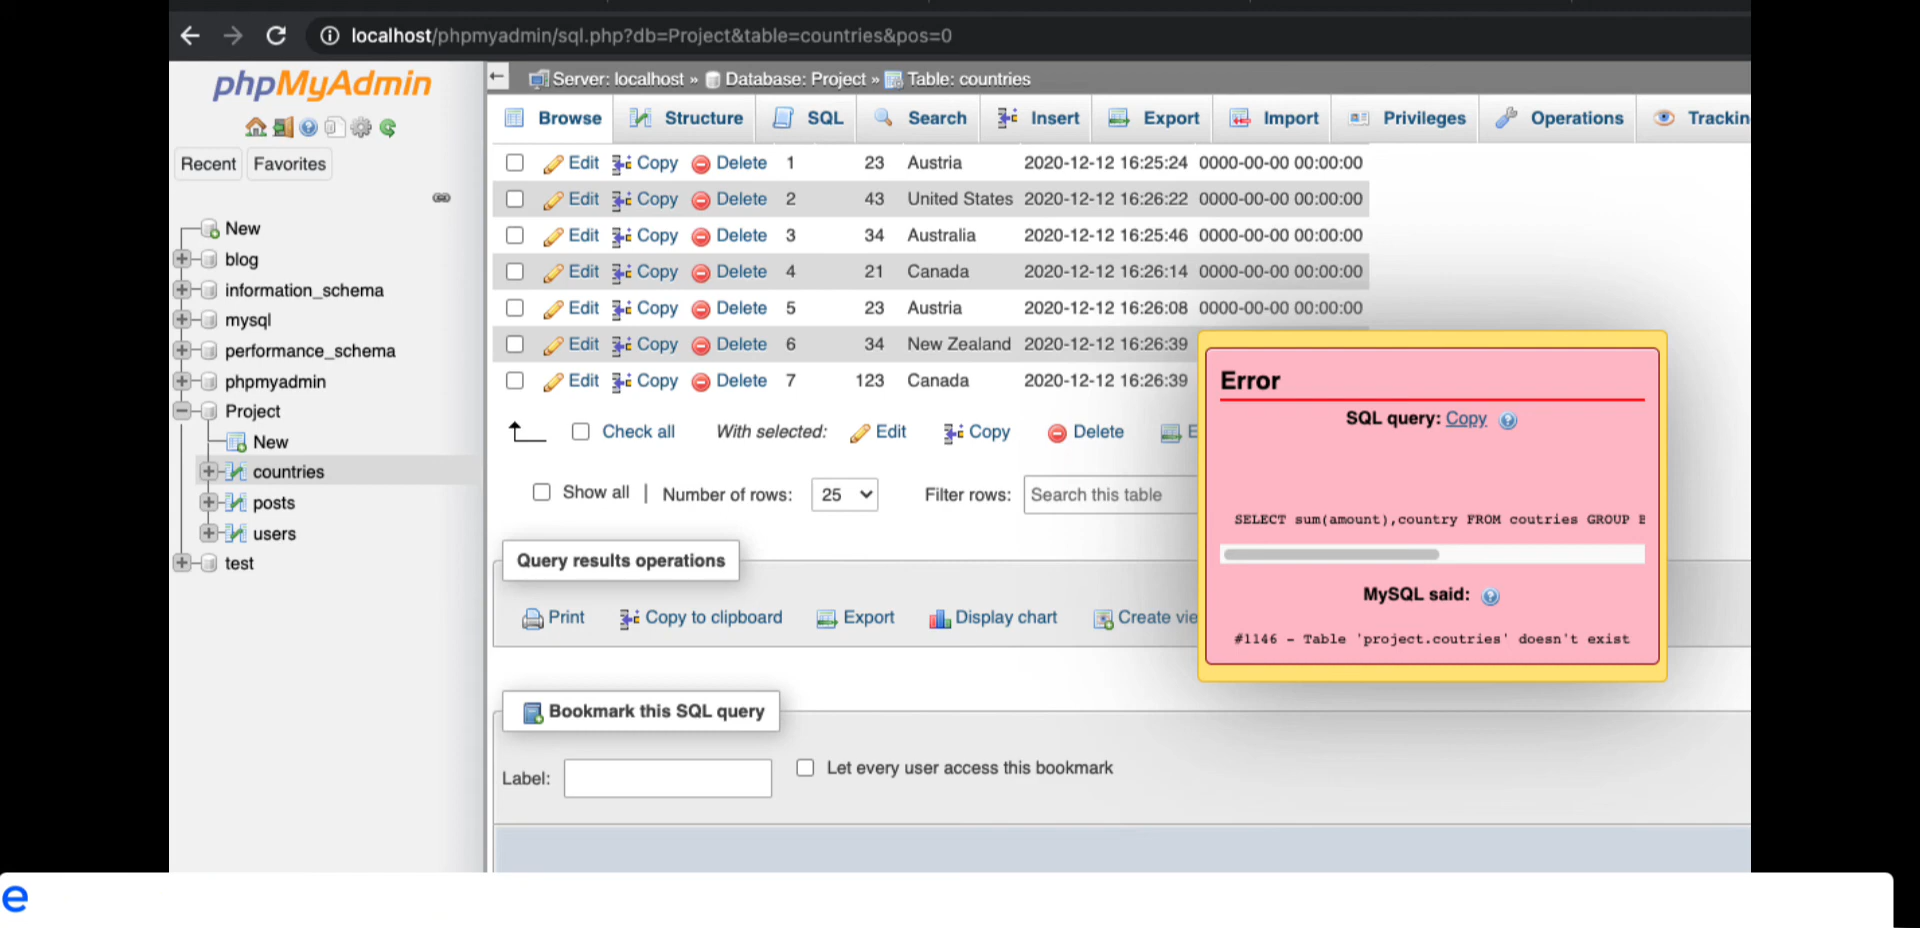 localhost/phpmyadmin/sql.php?db=Project&table=countries&pos=0
phpMyAdmin
Recent Favorites
New
blog
information_schema
mysql
performance_schema
phpmyadmin
Project
New
countries
posts
users
test
Server: localhost » Database: Project » Table: countries
Browse Structure SQL Search Insert Export Import Privileges Operations Trackin
Edit Copy Delete 1 23 Austria 2020-12-12 16:25:24 0000-00-00 00:00:00
Edit Copy Delete 2 43 United States 2020-12-12 16:26:22 0000-00-00 00:00:00
Edit Copy Delete 3 34 Australia 2020-12-12 16:25:46 0000-00-00 00:00:00
Edit Copy Delete 4 21 Canada 2020-12-12 16:26:14 0000-00-00 00:00:00
Edit Copy Delete 5 23 Austria 2020-12-12 16:26:08 0000-00-00 00:00:00
Edit Copy Delete 6 34 New Zealand 2020-12-12 16:26:39
Edit Copy Delete 7 123 Canada 2020-12-12 16:26:39
Check all With selected: Edit Copy Delete E
Show all | Number of rows: 25 Filter rows: Search this table
Query results operations
Print Copy to clipboard Export Display chart Create vie
Bookmark this SQL query
Label: Let every user access this bookmark
Error
SQL query: Copy
SELECT sum(amount),country FROM coutries GROUP B
MySQL said:
#1146 - Table 'project.coutries' doesn't exist
e